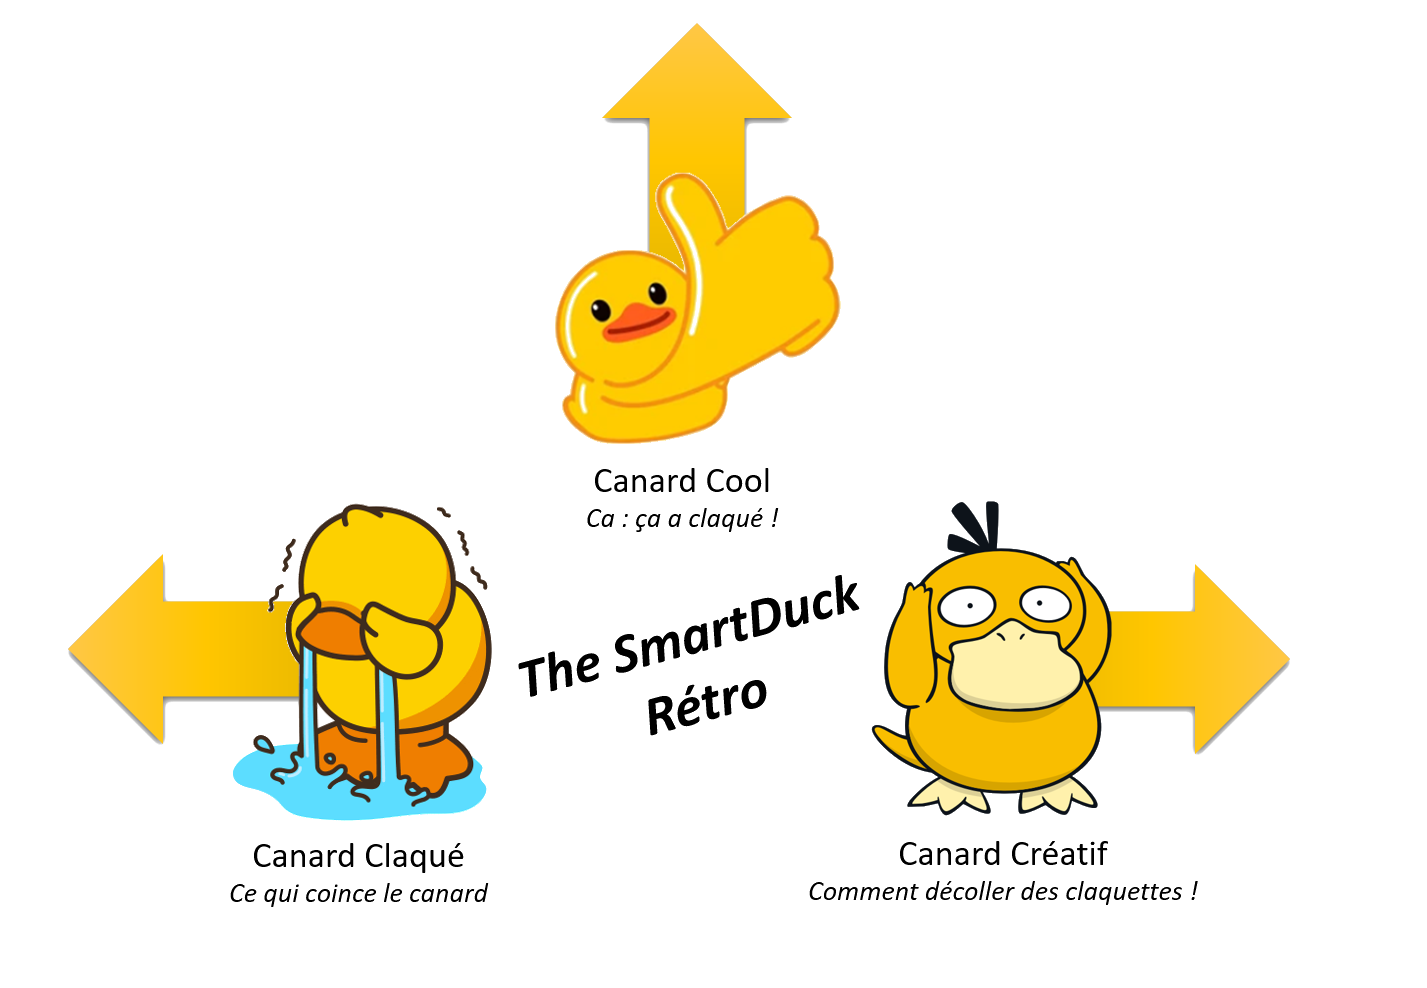 Canard Cool
Ca : ça a claqué !
The SmartDuck
Rétro
Canard Claqué
Ce qui coince le canard
Canard Créatif
Comment décoller des claquettes !